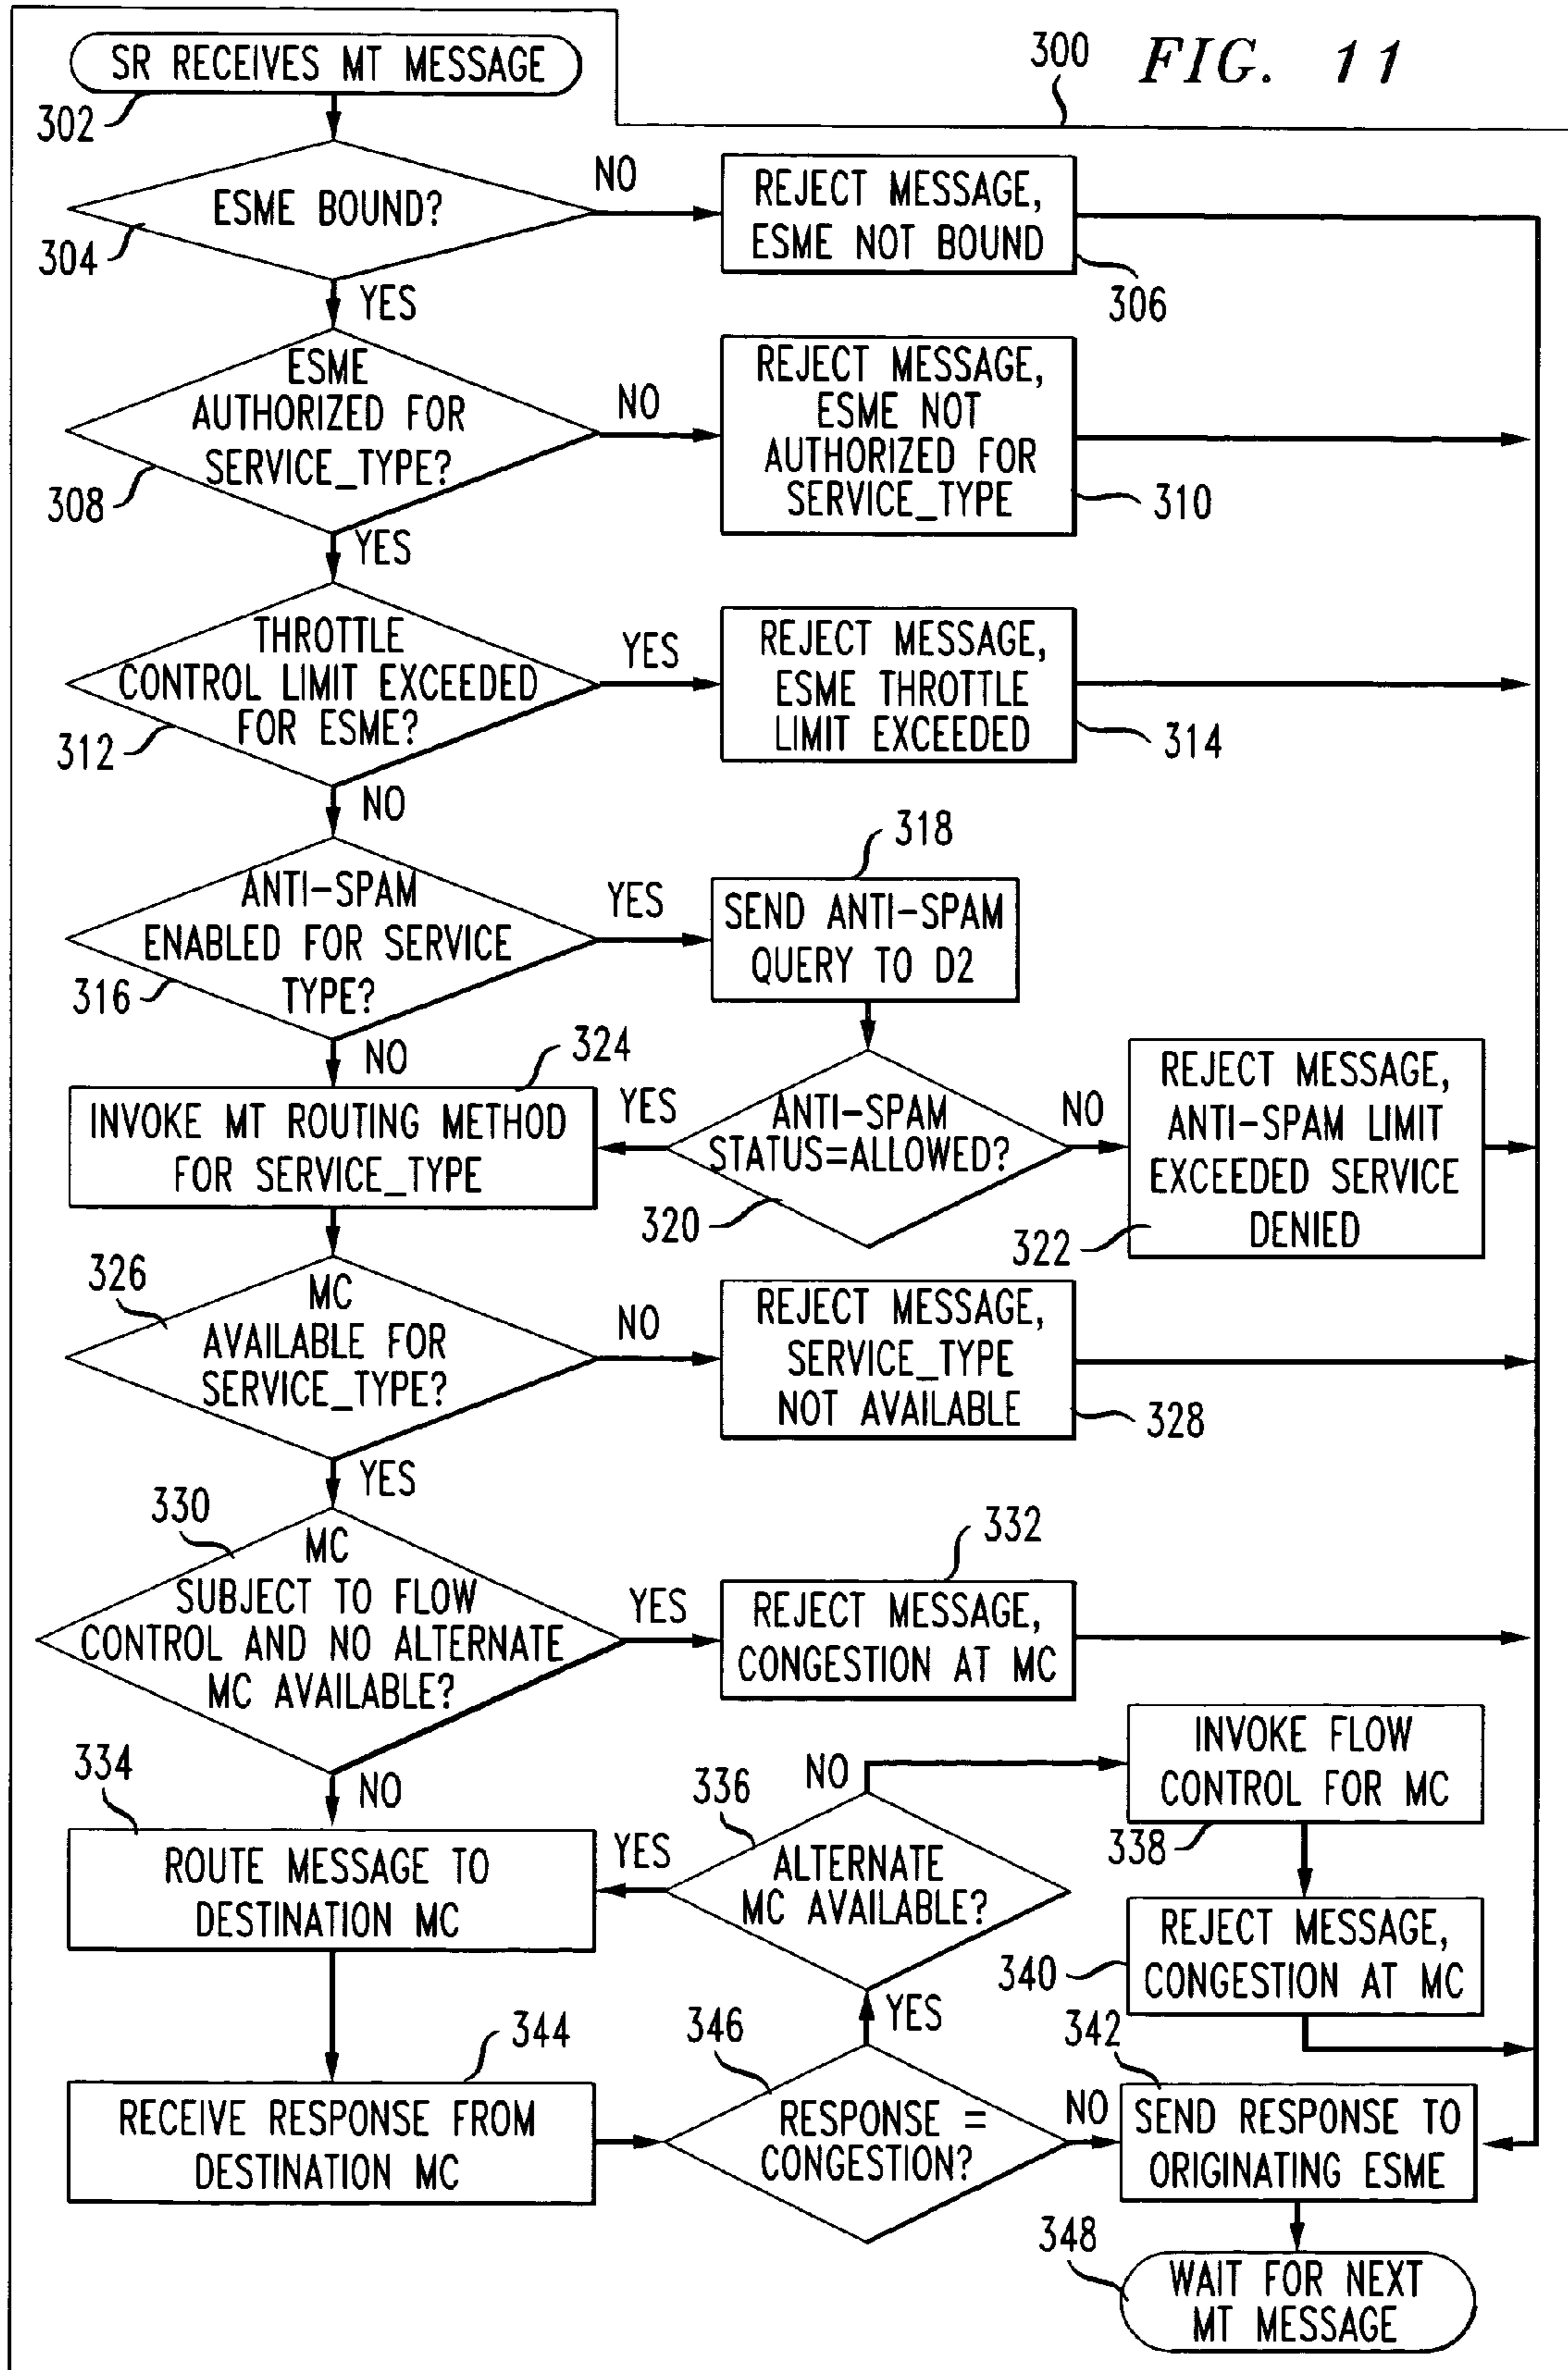 300 FIG. 11
SR RECEIVES MT MESSAGE
302
ESME BOUND?
304
NO
REJECT MESSAGE,
ESME NOT BOUND
306
YES
ESME
AUTHORIZED FOR
SERVICE_TYPE?
308
NO
REJECT MESSAGE,
ESME NOT
AUTHORIZED FOR
SERVICE_TYPE
310
YES
THROTTLE
CONTROL LIMIT EXCEEDED
FOR ESME?
312
YES
REJECT MESSAGE,
ESME THROTTLE
LIMIT EXCEEDED
314
NO
ANTI-SPAM
ENABLED FOR SERVICE
TYPE?
316
YES
318
SEND ANTI-SPAM
QUERY TO D2
NO
324
INVOKE MT ROUTING METHOD
FOR SERVICE_TYPE
YES
ANTI-SPAM
STATUS=ALLOWED?
320
NO
REJECT MESSAGE,
ANTI-SPAM LIMIT
EXCEEDED SERVICE
DENIED
322
326
MC
AVAILABLE FOR
SERVICE_TYPE?
NO
REJECT MESSAGE,
SERVICE_TYPE
NOT AVAILABLE
328
YES
330
MC
SUBJECT TO FLOW
CONTROL AND NO ALTERNATE
MC AVAILABLE?
YES
332
REJECT MESSAGE,
CONGESTION AT MC
NO
334
ROUTE MESSAGE TO
DESTINATION MC
YES
336
ALTERNATE
MC AVAILABLE?
NO
INVOKE FLOW
CONTROL FOR MC
338
REJECT MESSAGE,
CONGESTION AT MC
340
344
RECEIVE RESPONSE FROM
DESTINATION MC
346
YES
RESPONSE =
CONGESTION?
NO
342
SEND RESPONSE TO
ORIGINATING ESME
348
WAIT FOR NEXT
MT MESSAGE